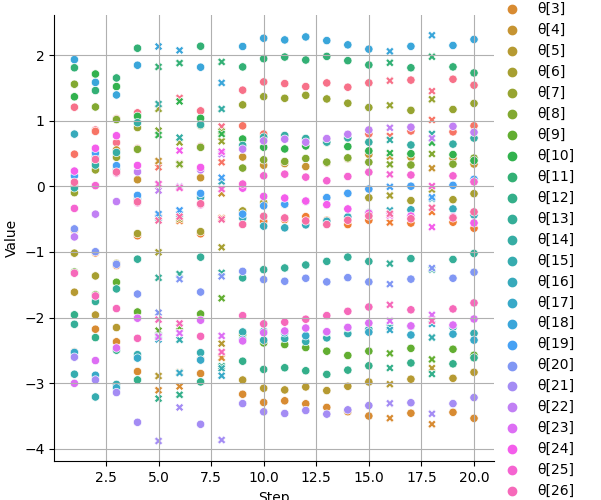 2
1
0
−1
−2
−3
−4
Value
2.5 5.0 7.5 10.0 12.5 15.0 17.5 20.0
Step
θ[3]
θ[4]
θ[5]
θ[6]
θ[7]
θ[8]
θ[9]
θ[10]
θ[11]
θ[12]
θ[13]
θ[14]
θ[15]
θ[16]
θ[17]
θ[18]
θ[19]
θ[20]
θ[21]
θ[22]
θ[23]
θ[24]
θ[25]
θ[26]